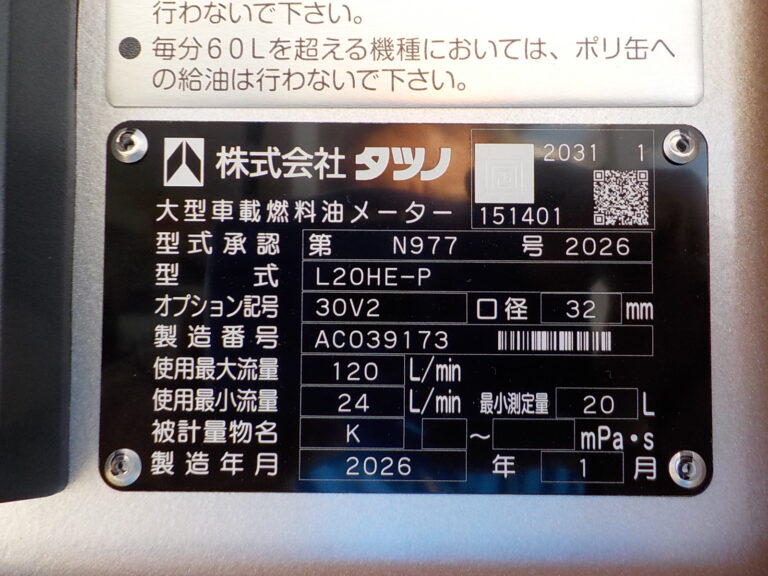 行わないで下さい。
● 毎分60Lを超える機種においては、ポリ缶へ
の給油は行わないで下さい。
株式会社 タツノ
2031 1
151401
大型車載燃料油メーター
型式承認 第 N977 号 2026
型式 L20HE-P
オプション記号 30V2 口径 32 mm
製造番号 AC039173
使用最大流量 120 L/min
使用最小流量 24 L/min 最小測定量 20 L
被計量物名 K ～ mPa・s
製造年月 2026 年 1 月